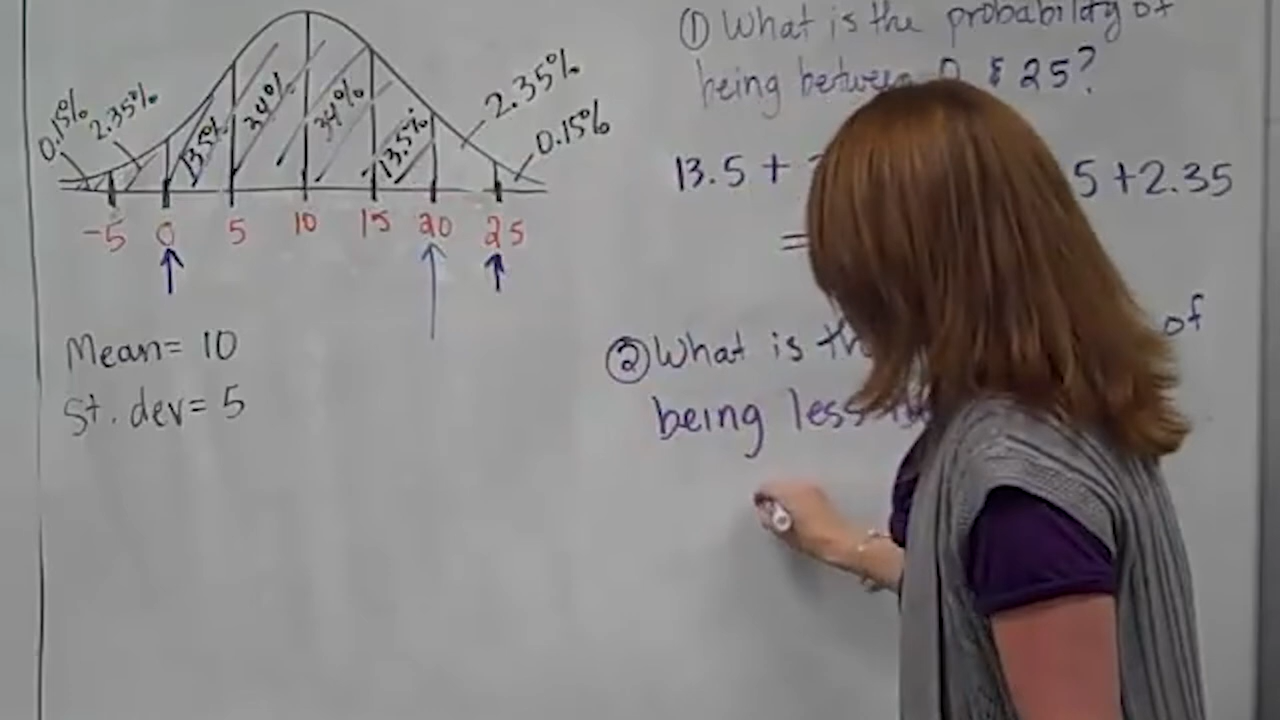 0.15% 2.35% 13.5% 34% 34% 13.5% 2.35% 0.15%
-5 0 5 10 15 20 25
Mean= 10
St. dev= 5
① What is the probability of
being between 0 & 25?
13.5 + 5 +2.35
=
② What is of
being less